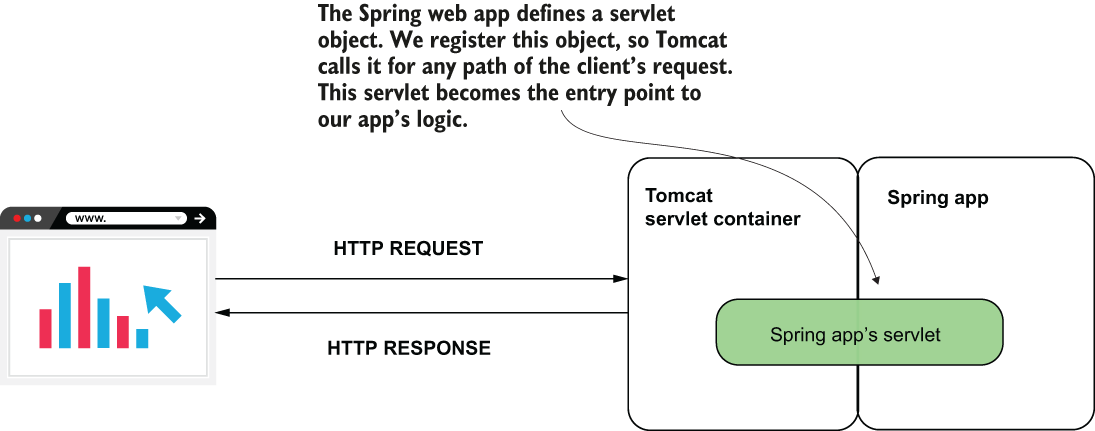 The Spring web app defines a servlet
object. We register this object, so Tomcat
calls it for any path of the client’s request.
This servlet becomes the entry point to
our app’s logic.
www.
HTTP REQUEST
HTTP RESPONSE
Tomcat
servlet container
Spring app
Spring app’s servlet